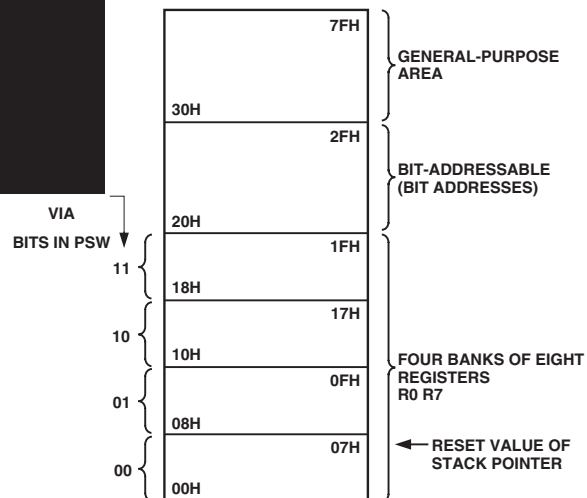 7FH
GENERAL-PURPOSE
AREA
30H
2FH
BIT-ADDRESSABLE
(BIT ADDRESSES)
20H
VIA
BITS IN PSW
1FH
11
18H
17H
10
10H
FOUR BANKS OF EIGHT
REGISTERS
R0 R7
0FH
01
08H
07H
RESET VALUE OF
STACK POINTER
00
00H